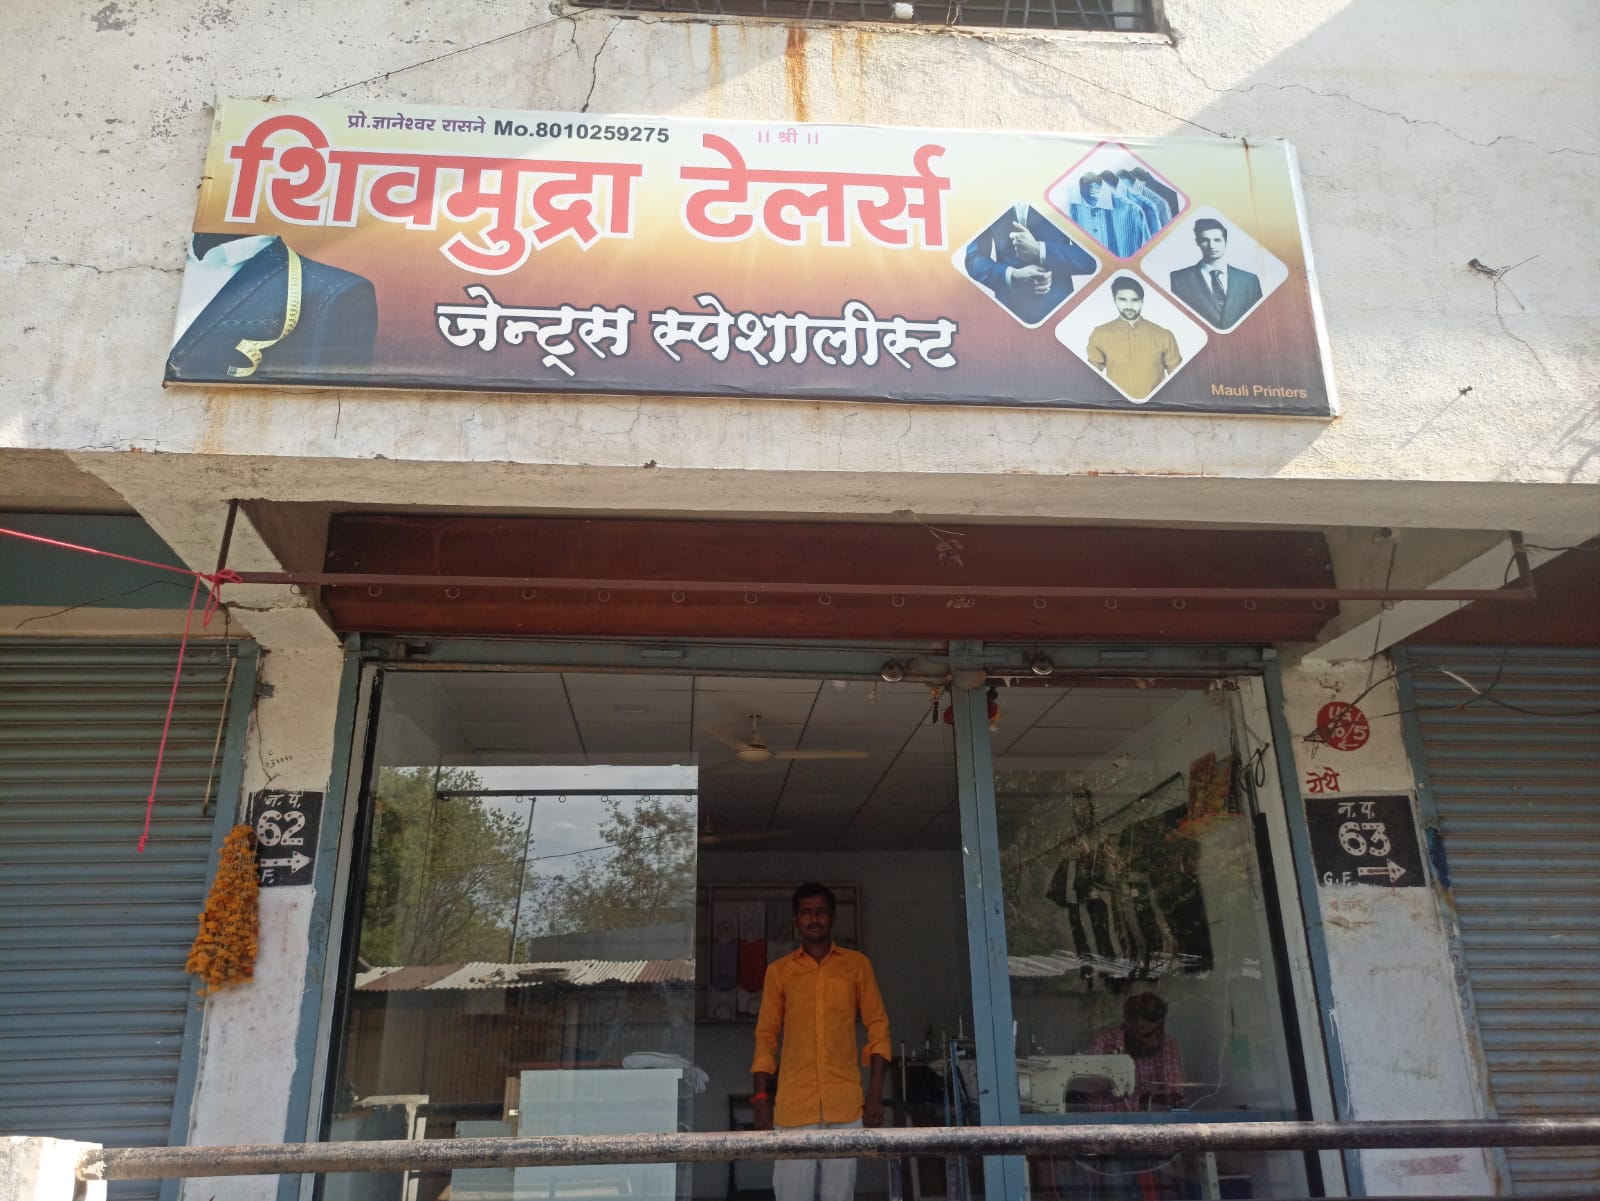 ॥ श्री ॥
प्रो.ज्ञानेश्वर रासने Mo.8010259275
शिवमुद्रा टेलर्स
जेन्ट्स स्पेशालीस्ट
Mauli Printers
न. प.
62
F.
येथे
न. प.
63
G.F.